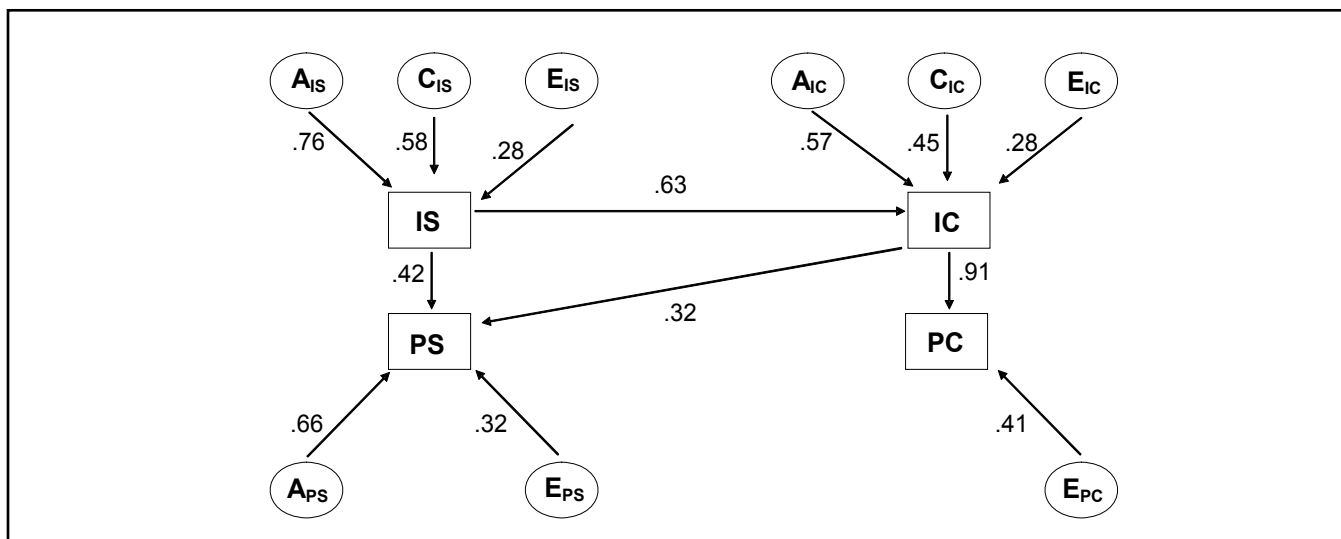 A_IS C_IS E_IS A_IC C_IC E_IC
.76 .58 .28 .57 .45 .28
.63
IS IC
.42 .91
.32
PS PC
.66 .32 .41
A_PS E_PS E_PC